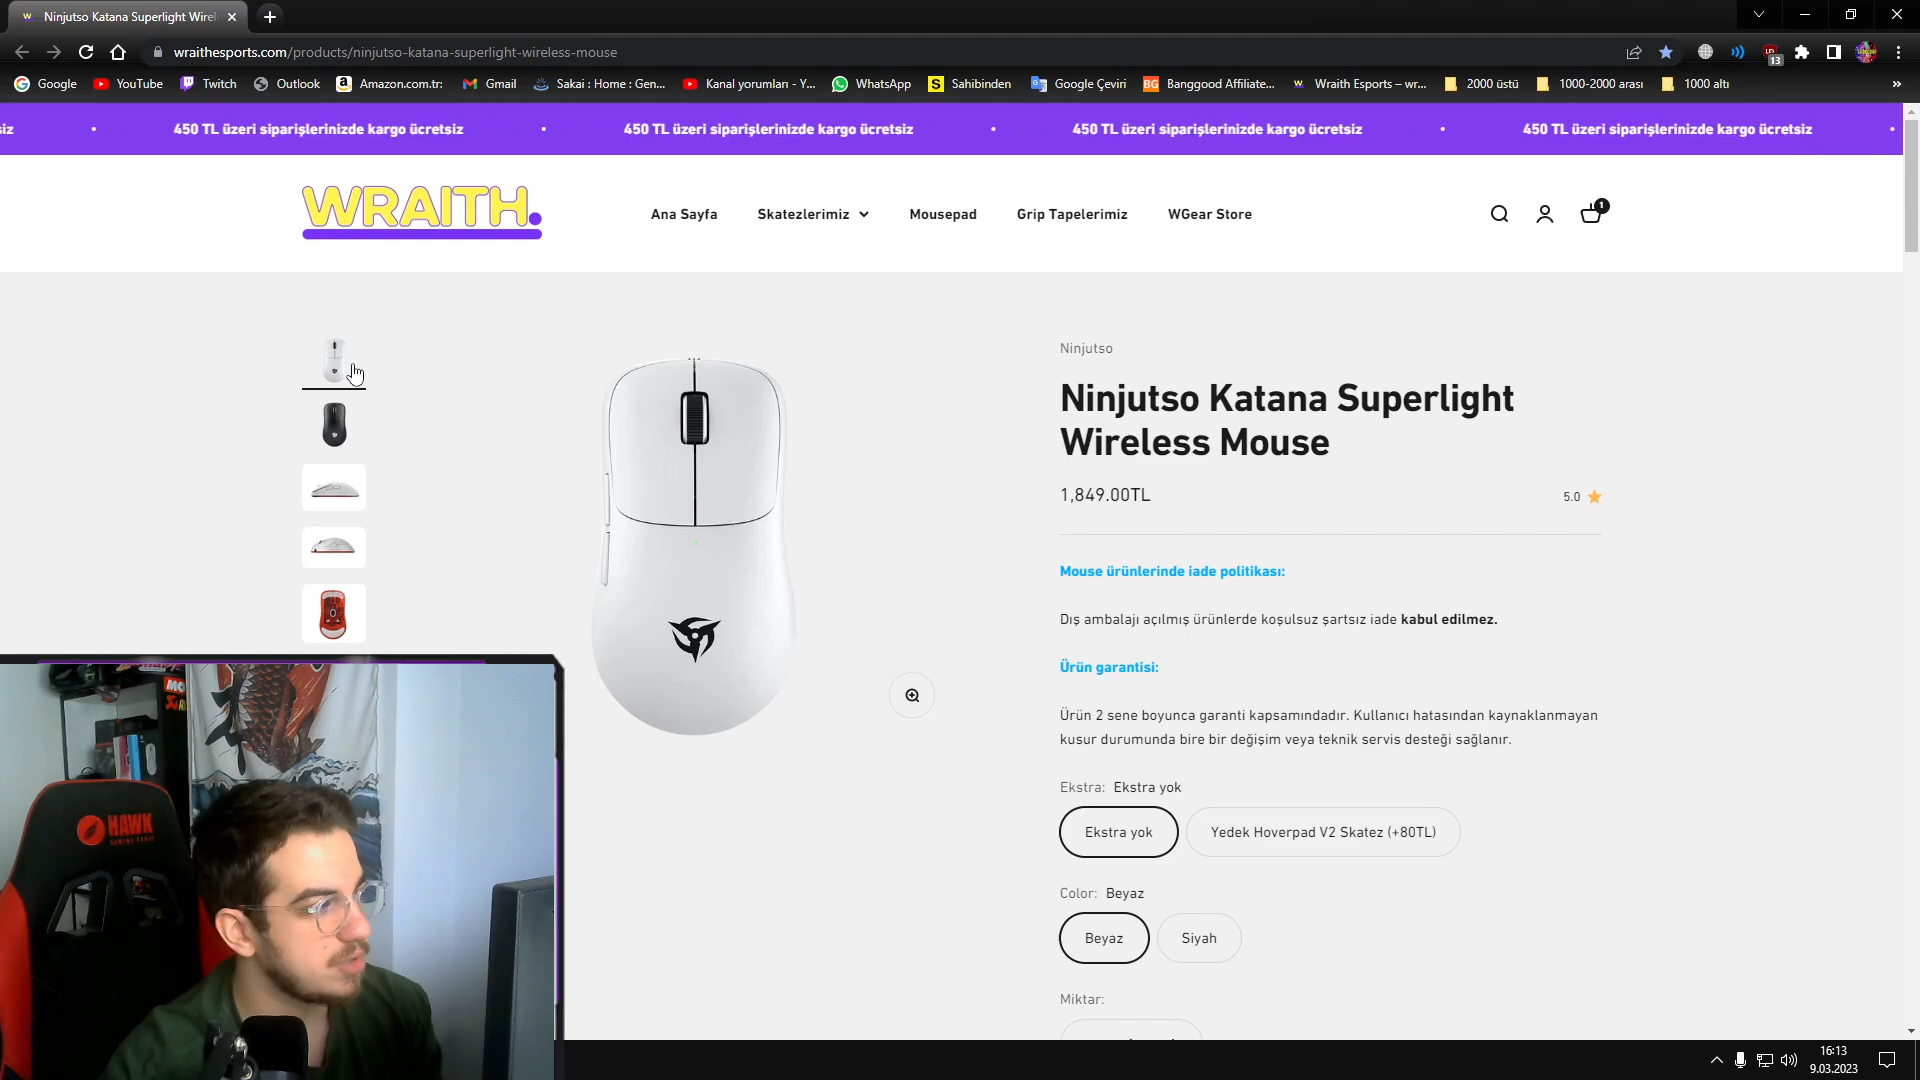 Ninjutso Katana Superlight Wirel
wraithesports.com/products/ninjutso-katana-superlight-wireless-mouse
13
Google
YouTube
Twitch
Outlook
Amazon.com.tr:
Gmail
Sakai : Home : Gen...
Kanal yorumları - Y...
WhatsApp
Sahibinden
Google Çeviri
Banggood Affiliate...
Wraith Esports – wr...
2000 üstü
1000-2000 arası
1000 altı
siz • 450 TL üzeri siparişlerinizde kargo ücretsiz • 450 TL üzeri siparişlerinizde kargo ücretsiz • 450 TL üzeri siparişlerinizde kargo ücretsiz • 450 TL üzeri siparişlerinizde kargo ücretsiz •
WRAITH.
Ana Sayfa
Skatezlerimiz
Mousepad
Grip Tapelerimiz
WGear Store
1
Ninjutso
Ninjutso Katana Superlight
Wireless Mouse
1,849.00TL
5.0
Mouse ürünlerinde iade politikası:
Dış ambalajı açılmış ürünlerde koşulsuz şartsız iade kabul edilmez.
Ürün garantisi:
Ürün 2 sene boyunca garanti kapsamındadır. Kullanıcı hatasından kaynaklanmayan
kusur durumunda bire bir değişim veya teknik servis desteği sağlanır.
Ekstra: Ekstra yok
Ekstra yok
Yedek Hoverpad V2 Skatez (+80TL)
Color: Beyaz
Beyaz
Siyah
Miktar:
HAWK
GAMING CHAIR
16:13
9.03.2023